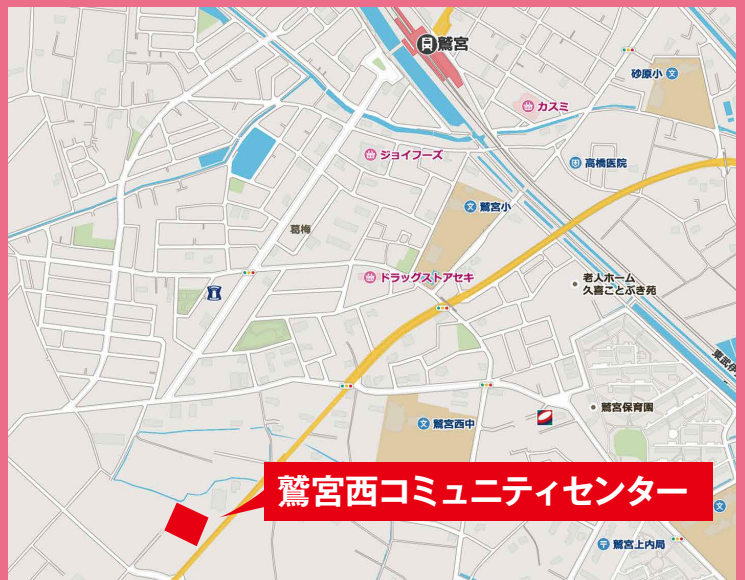 鷲宮
砂原小
カスミ
ジョイフーズ
高橋医院
鷲宮小
葛梅
ドラッグストアセキ
老人ホーム
久喜ことぶき苑
東武伊
鷲宮保育園
鷲宮西中
鷲宮西コミュニティセンター
鷲宮上内局